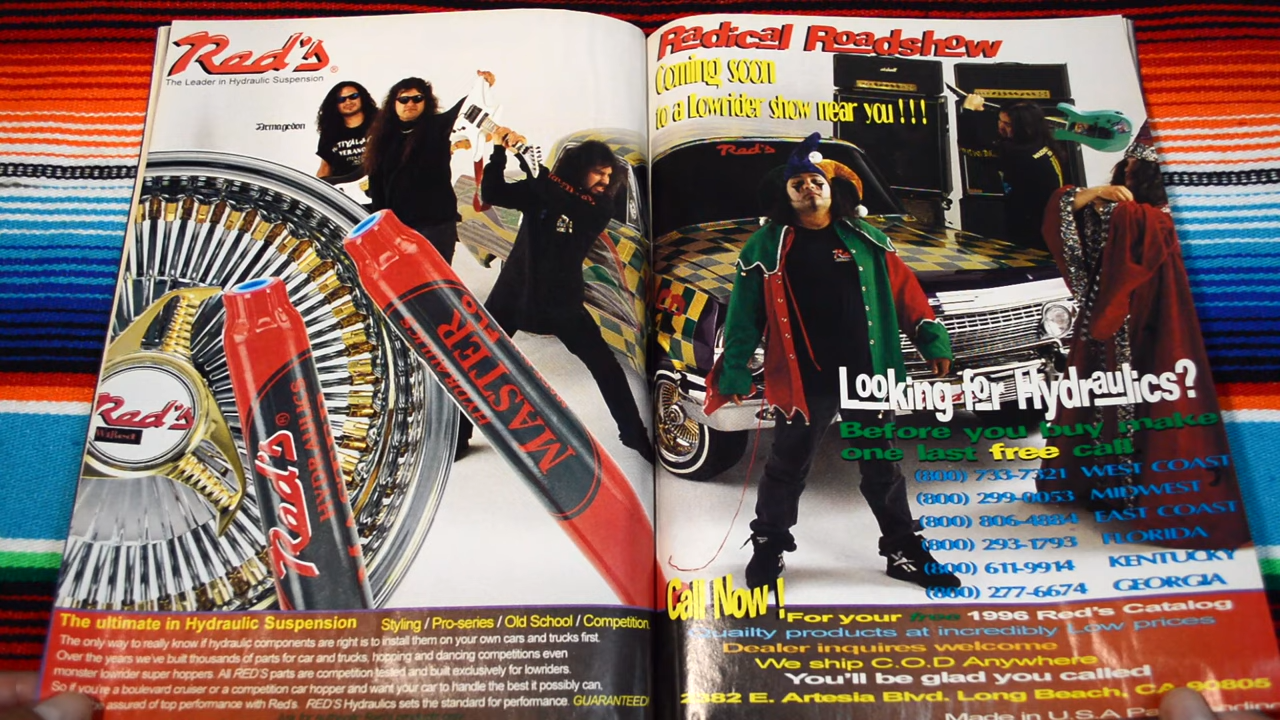 Red's®
The Leader in Hydraulic Suspension
Armagedon
Red's
Red's®
HYDRAULICS
HYDRAULIC
MASTER
FLO
The ultimate in Hydraulic Suspension Styling / Pro-series / Old School / Competition
The only way to really know if hydraulic components are right is to install them on your own cars and trucks first.
Over the years we've built thousands of parts for car and trucks, hopping and dancing competitions even
monster lowrider super hoppers. All RED'S parts are competition tested and built exclusively for lowriders.
So if you're a boulevard cruiser or a competition car hopper and want your car to handle the best it possibly can,
assured of top performance with Red's. RED'S Hydraulics sets the standard for performance. GUARANTEED!
Radical Roadshow
Coming soon
to a Lowrider show near you!!!
Red's
Looking for Hydraulics?
Before you buy make
one last free call
(800) 733-7321 WEST COAST
(800) 299-0053 MIDWEST
(800) 806-4884 EAST COAST
(800) 293-1793 FLORIDA
(800) 611-9914 KENTUCKY
(800) 277-6674 GEORGIA
Call Now!
For your free 1996 Red's Catalog
Quailty products at incredibly Low prices
Dealer inquires welcome
We ship C.O.D Anywhere
You'll be glad you called
E. Artesia Blvd. Long Beach, CA 90805
Made in U.S.A